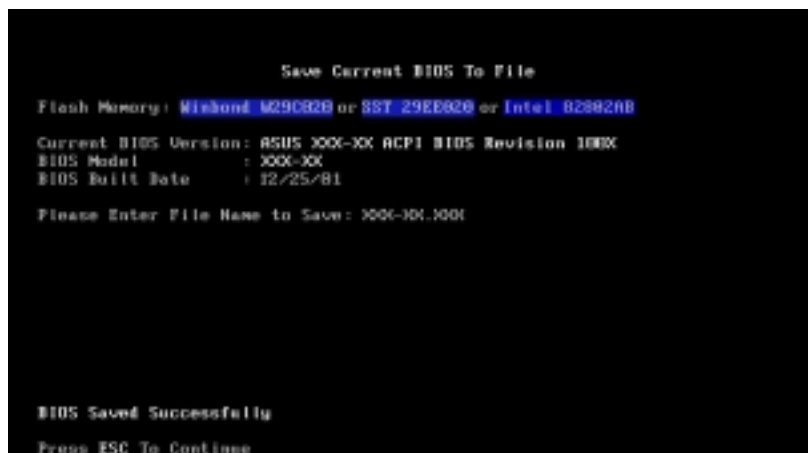 Save Current BIOS To File
Flash Memory: Winbond W29C020 or SST 29EE020 or Intel 82802AB
Current BIOS Version: ASUS XXX-XX ACPI BIOS Revision 100X
BIOS Model : XXX-XX
BIOS Built Date : 12/25/01
Please Enter File Name to Save: XXX-XX.XXX
BIOS Saved Successfully
Press ESC To Continue